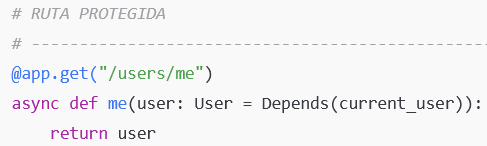 # RUTA PROTEGIDA
# ------------------------------------------------
@app.get("/users/me")
async def me(user: User = Depends(current_user)):
    return user